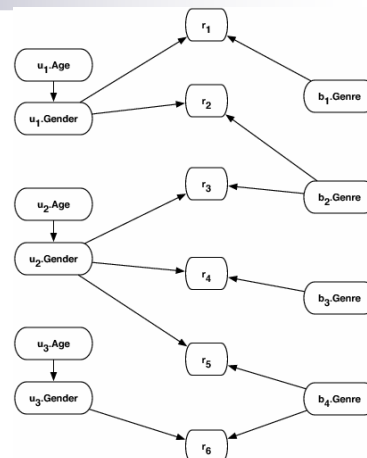 r1
u1.Age
b1.Genre
r2
u1.Gender
r3
u2.Age
b2.Genre
u2.Gender
r4
b3.Genre
u3.Age
r5
u3.Gender
b4.Genre
r6